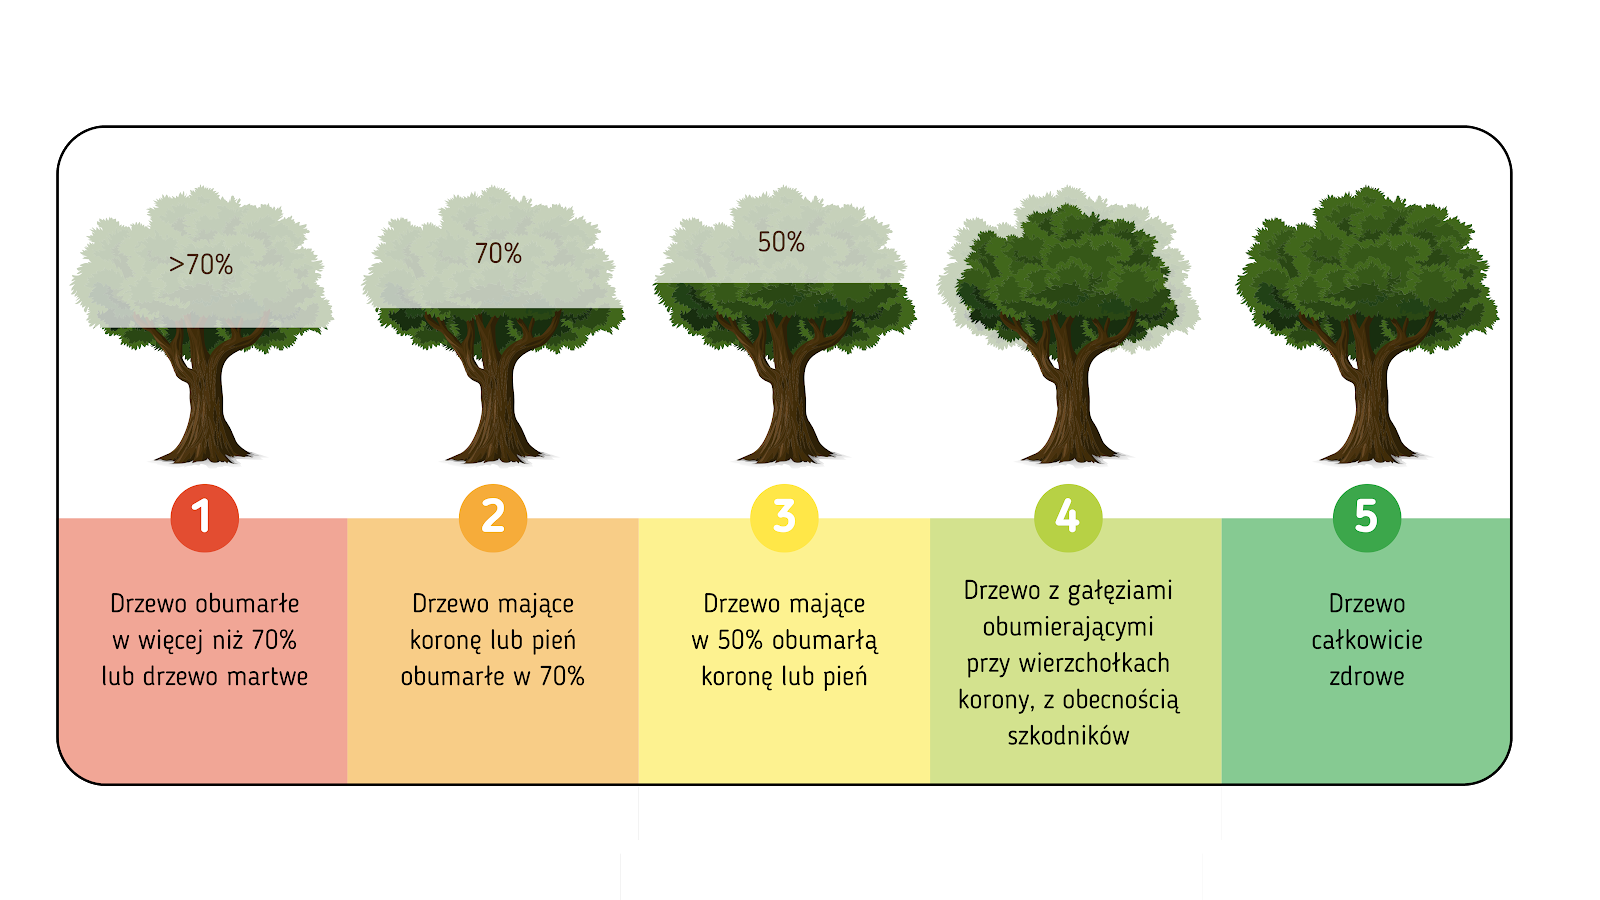 >70%
70%
50%
1
Drzewo obumarłe
w więcej niż 70%
lub drzewo martwe
2
Drzewo mające
koronę lub pień
obumarłe w 70%
3
Drzewo mające
w 50% obumarłą
koronę lub pień
4
Drzewo z gałęziami
obumierającymi
przy wierzchołkach
korony, z obecnością
szkodników
5
Drzewo
całkowicie
zdrowe